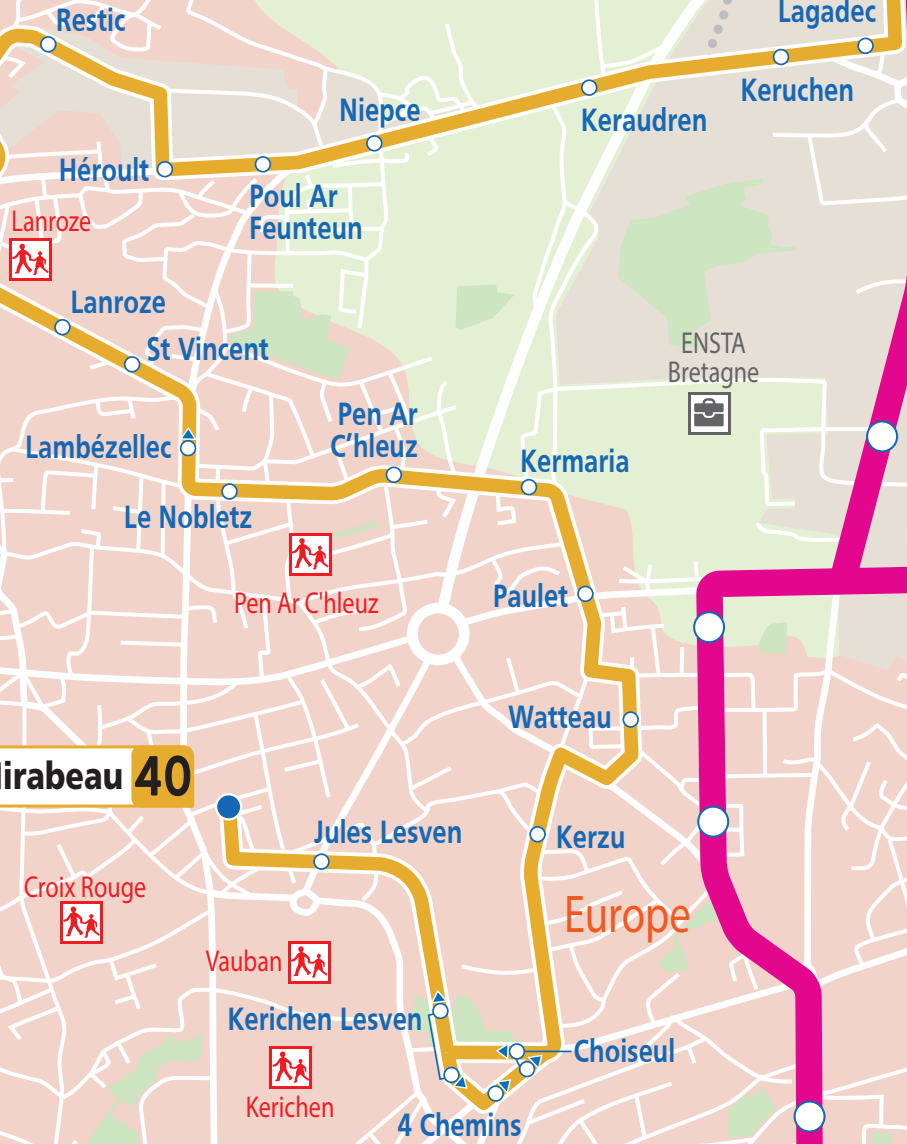 Restic
Lagadec
Keruchen
Niepce
Keraudren
Héroult
Poul Ar
Feunteun
Lanroze
Lanroze
St Vincent
ENSTA
Bretagne
Pen Ar
C'hleuz
Lambézellec
Kermaria
Le Nobletz
Paulet
Pen Ar C'hleuz
Watteau
irabeau 40
Jules Lesven
Kerzu
Croix Rouge
Europe
Vauban
Kerichen Lesven
Choiseul
Kerichen
4 Chemins